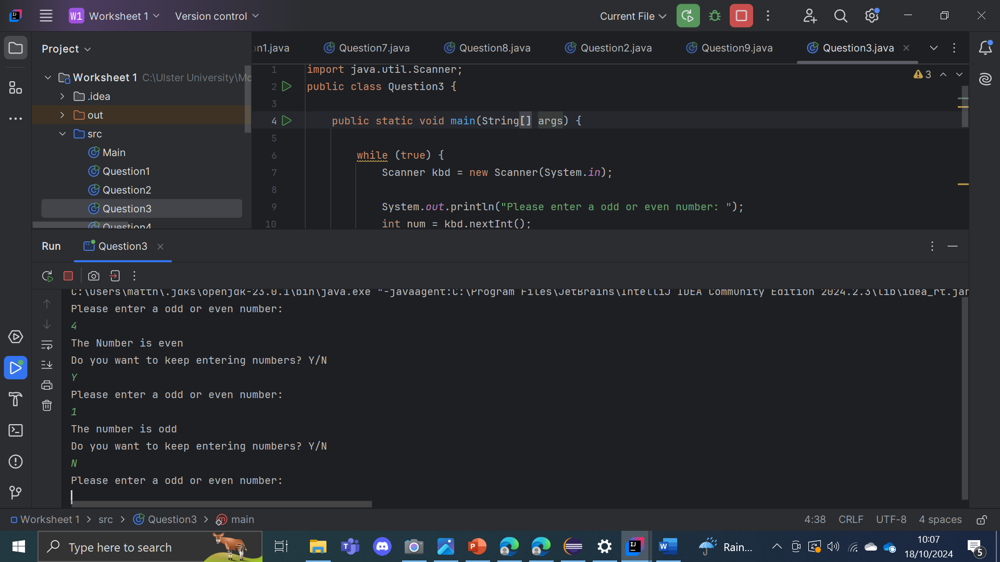 W1 Worksheet 1 Version control Current File
Project
on1.java Question7.java Question8.java Question2.java Question9.java Question3.java
Worksheet 1 C:\Ulster University\Mo
.idea
out
src
Main
Question1
Question2
Question3
Question4
3
1 import java.util.Scanner;
2 public class Question3 {
3
4 public static void main(String[] args) {
5
6 while (true) {
7 Scanner kbd = new Scanner(System.in);
8
9 System.out.println("Please enter a odd or even number: ");
10 int num = kbd.nextInt();
Run Question3
C:\Users\matth\.jdks\openjdk-23.0.1\bin\java.exe "-javaagent:C:\Program Files\JetBrains\IntelliJ IDEA Community Edition 2024.2.3\lib\idea_rt.jar
Please enter a odd or even number:
4
The Number is even
Do you want to keep entering numbers? Y/N
Y
Please enter a odd or even number:
1
The number is odd
Do you want to keep entering numbers? Y/N
N
Please enter a odd or even number:
Worksheet 1 > src > Question3 > main 4:38 CRLF UTF-8 4 spaces
Type here to search Rain... 10:07
18/10/2024 5